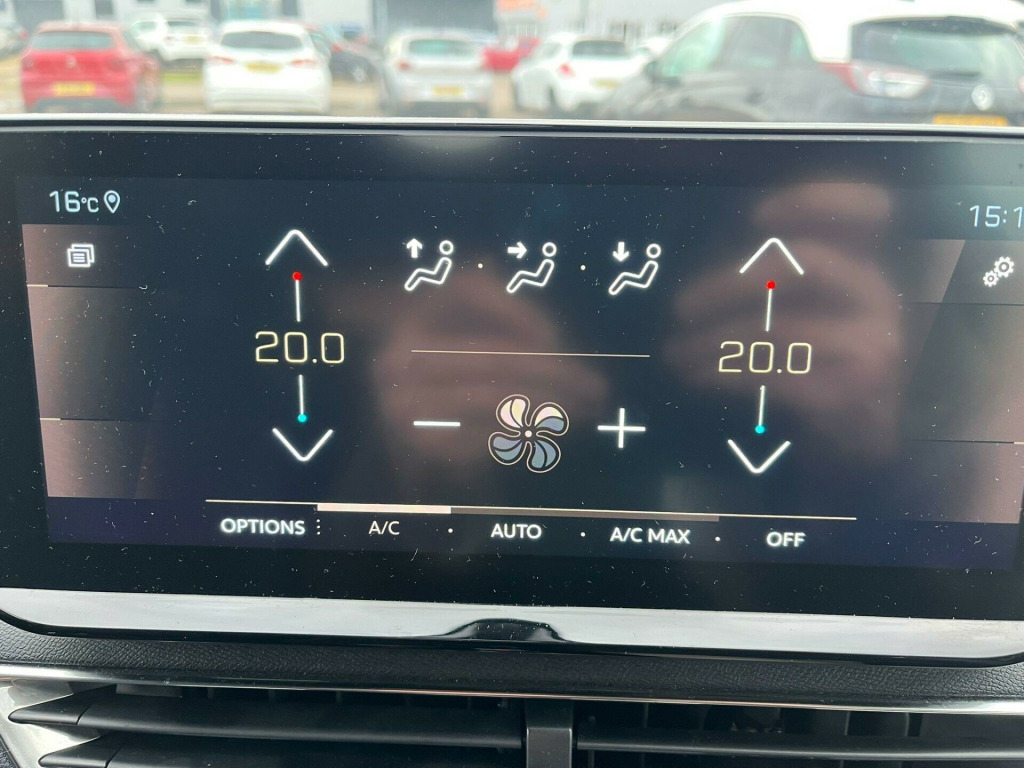 16°C
15:1
20.0
20.0
OPTIONS
A/C
AUTO
A/C MAX
OFF